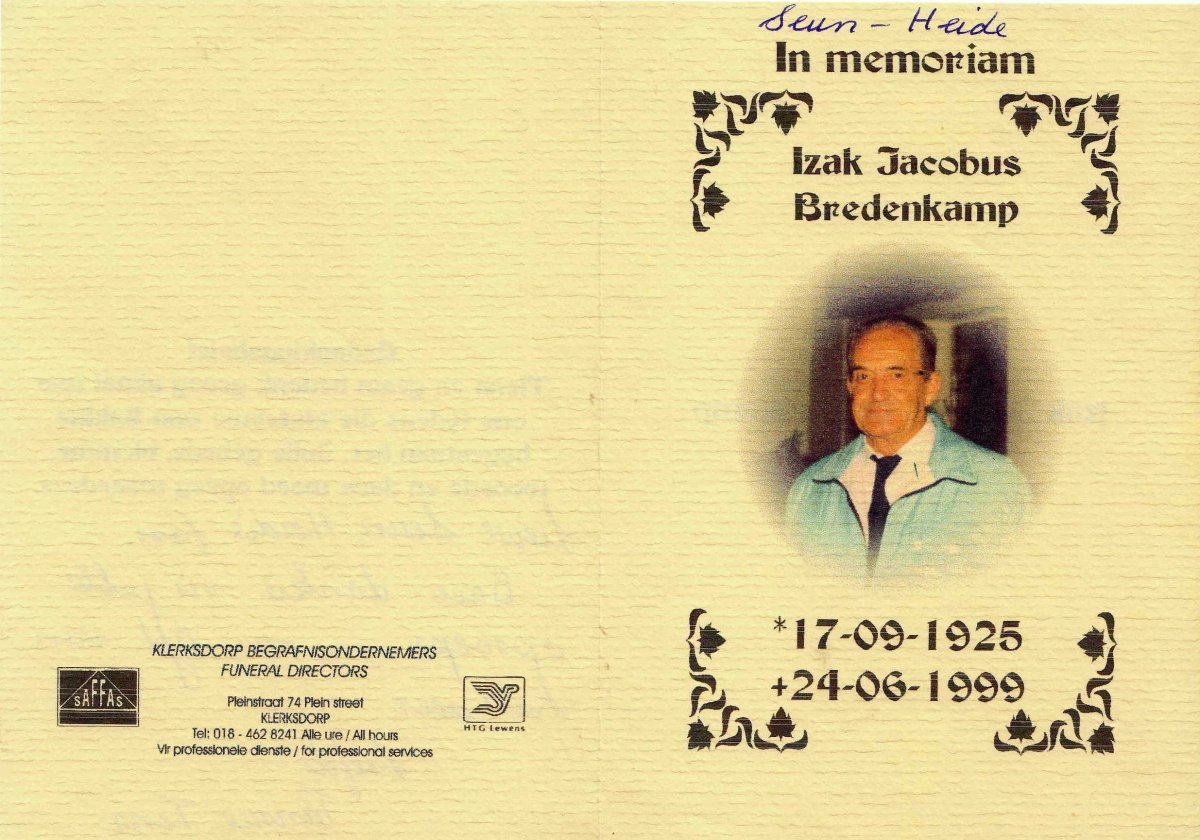 KLERKSDORP BEGRAFNISONDERNEMERS
FUNERAL DIRECTORS
SAFFAS
Pleinstraat 74 Plein street
KLERKSDORP
Tel: 018 - 462 8241 Alle ure / All hours
Vir professionele dienste / for professional services
HTG Lewens
Seun - Heide
In memoriam
Izak Jacobus
Bredenkamp
*17-09-1925
+24-06-1999